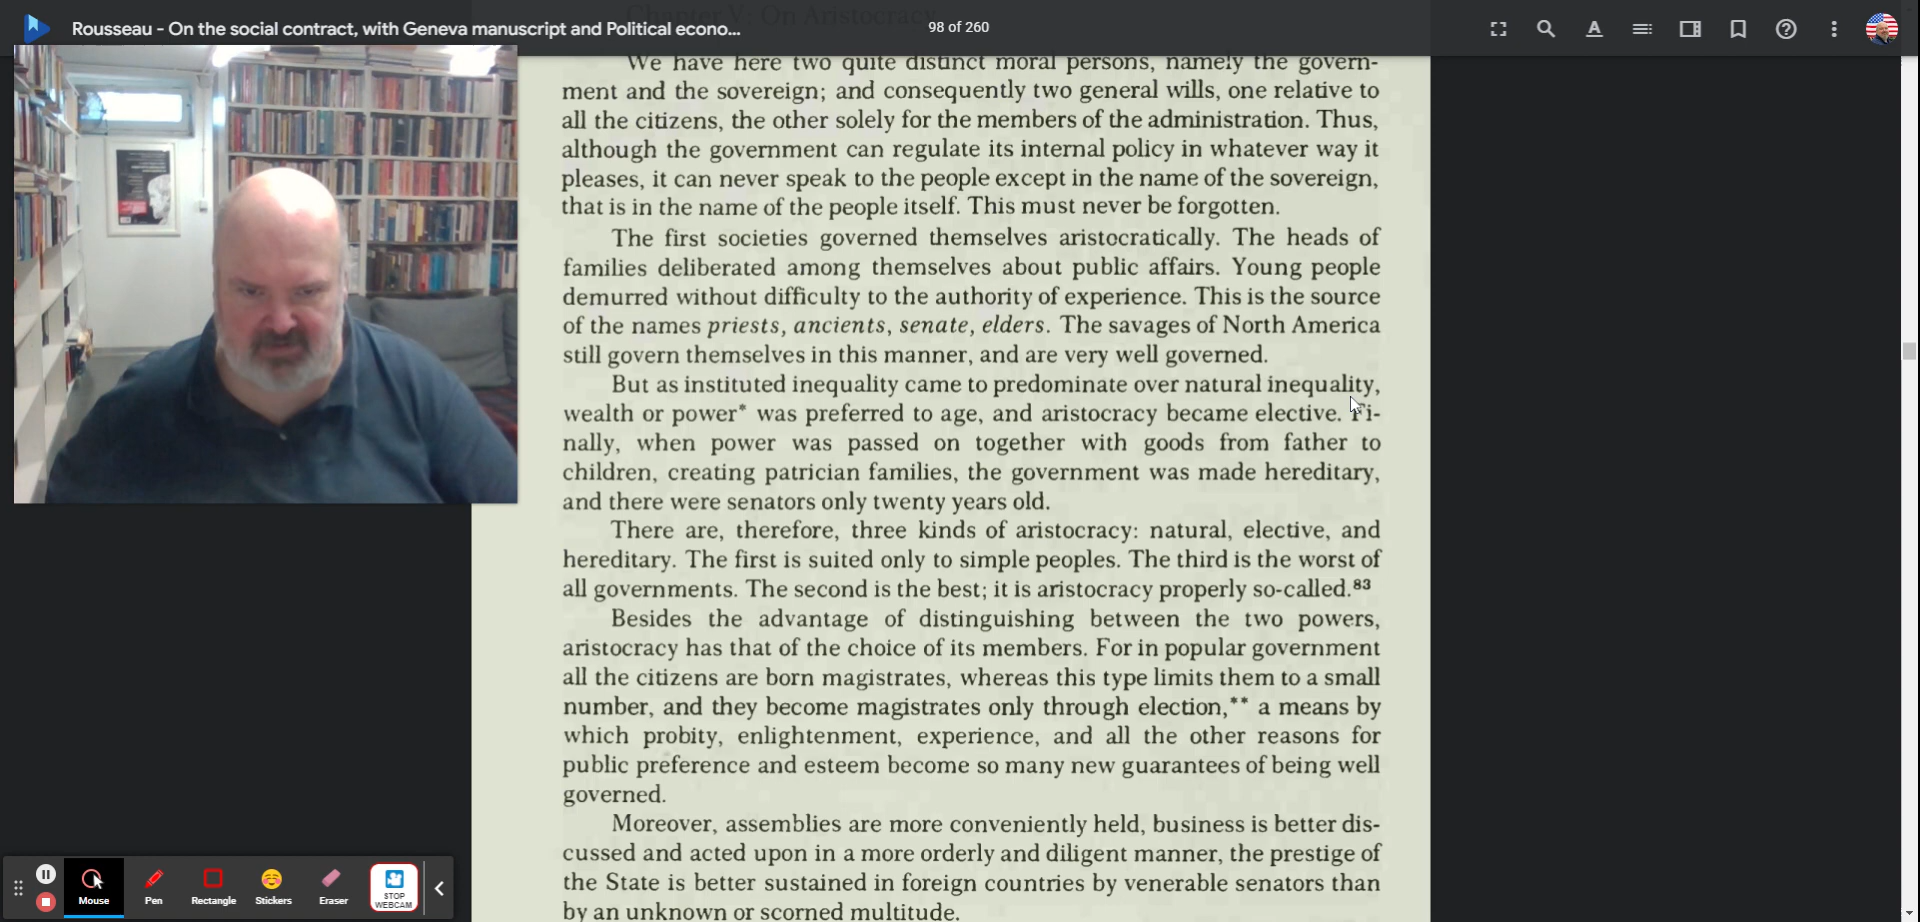 Chapter V: On Aristocracy
Rousseau - On the social contract, with Geneva manuscript and Political econo...
98 of 260
We have here two quite distinct moral persons, namely the govern-
ment and the sovereign; and consequently two general wills, one relative to
all the citizens, the other solely for the members of the administration. Thus,
although the government can regulate its internal policy in whatever way it
pleases, it can never speak to the people except in the name of the sovereign,
that is in the name of the people itself. This must never be forgotten.
The first societies governed themselves aristocratically. The heads of
families deliberated among themselves about public affairs. Young people
demurred without difficulty to the authority of experience. This is the source
of the names priests, ancients, senate, elders. The savages of North America
still govern themselves in this manner, and are very well governed.
But as instituted inequality came to predominate over natural inequality,
wealth or power* was preferred to age, and aristocracy became elective. Fi-
nally, when power was passed on together with goods from father to
children, creating patrician families, the government was made hereditary,
and there were senators only twenty years old.
There are, therefore, three kinds of aristocracy: natural, elective, and
hereditary. The first is suited only to simple peoples. The third is the worst of
all governments. The second is the best; it is aristocracy properly so-called.83
Besides the advantage of distinguishing between the two powers,
aristocracy has that of the choice of its members. For in popular government
all the citizens are born magistrates, whereas this type limits them to a small
number, and they become magistrates only through election,** a means by
which probity, enlightenment, experience, and all the other reasons for
public preference and esteem become so many new guarantees of being well
governed.
Moreover, assemblies are more conveniently held, business is better dis-
cussed and acted upon in a more orderly and diligent manner, the prestige of
the State is better sustained in foreign countries by venerable senators than
by an unknown or scorned multitude.
Mouse
Pen
Rectangle
Stickers
Eraser
STOP
WEBCAM